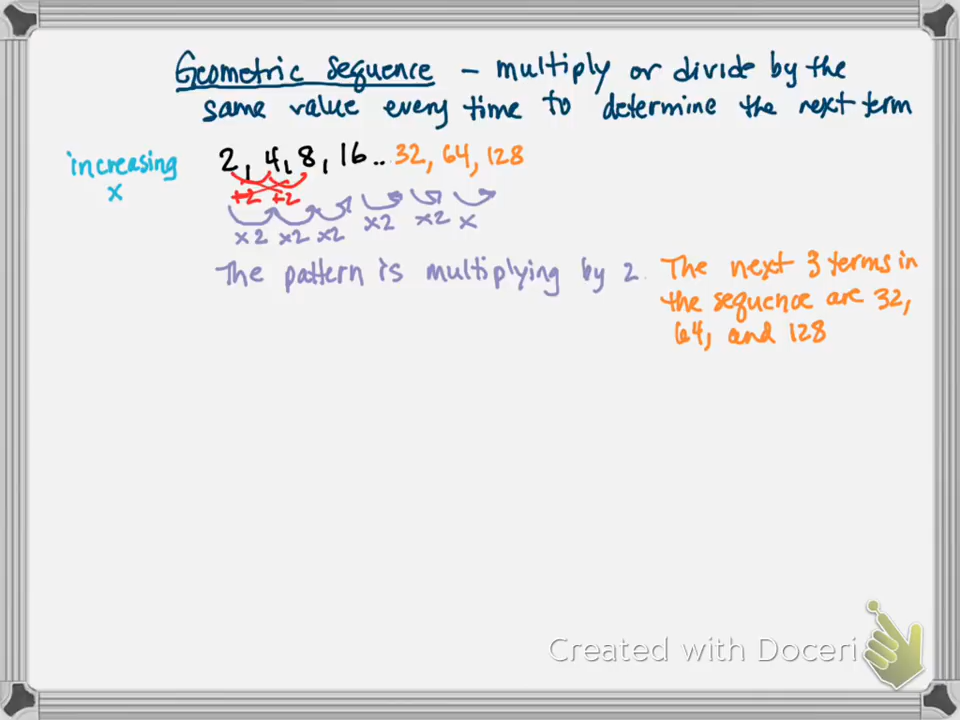 Geometric Sequence - multiply or divide by the
same value every time to determine the next term
increasing 2, 4, 8, 16.. 32, 64, 128
x
+2 +2
x2 x2 x2 x2 x2 x
The pattern is multiplying by 2. The next 3 terms in
the sequence are 32,
64, and 128
Created with Doceri